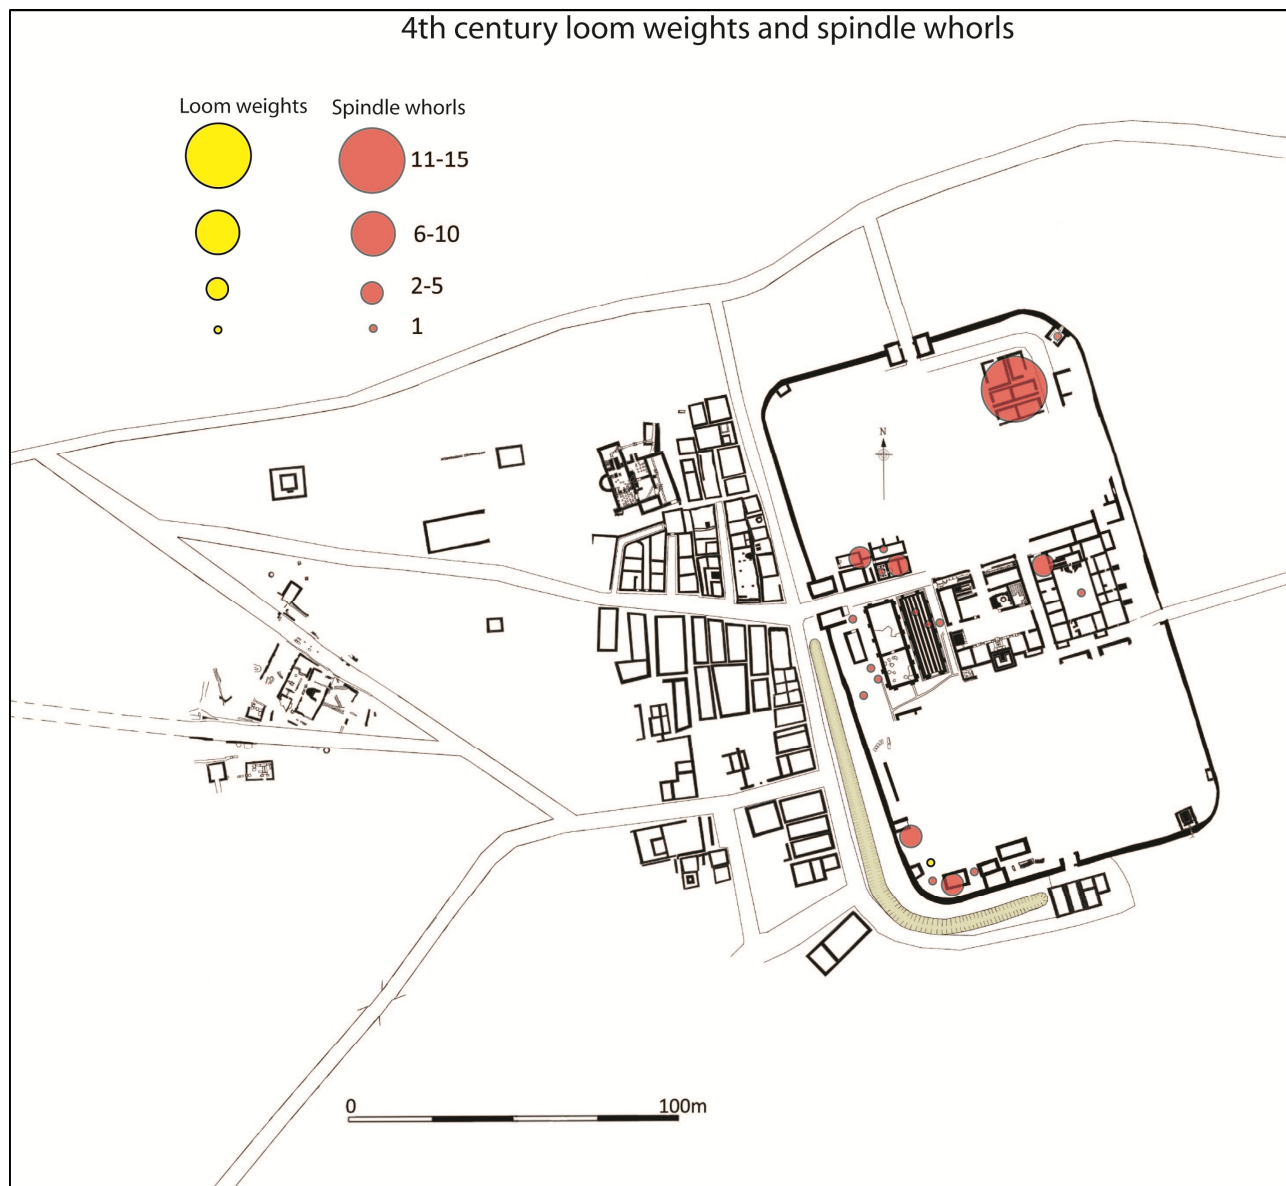 4th century loom weights and spindle whorls
Loom weights Spindle whorls
11-15
6-10
2-5
1
N
0 100m